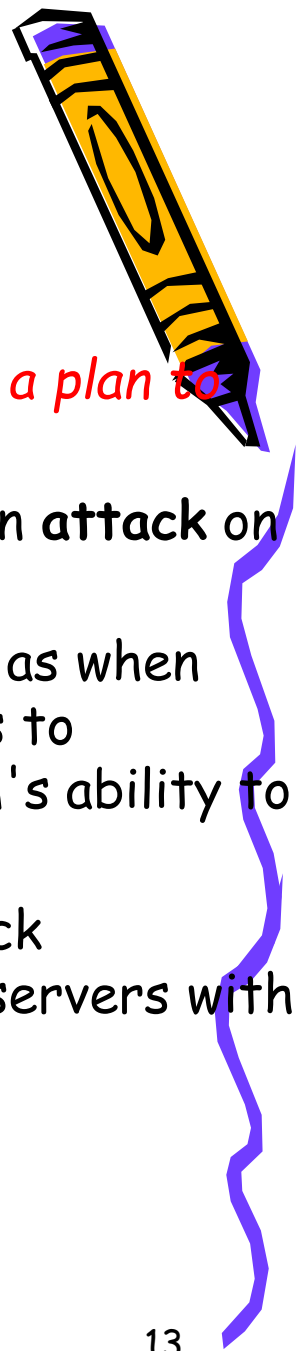 a plan to
n attack on
as when
s to
's ability to
ck
servers with
13